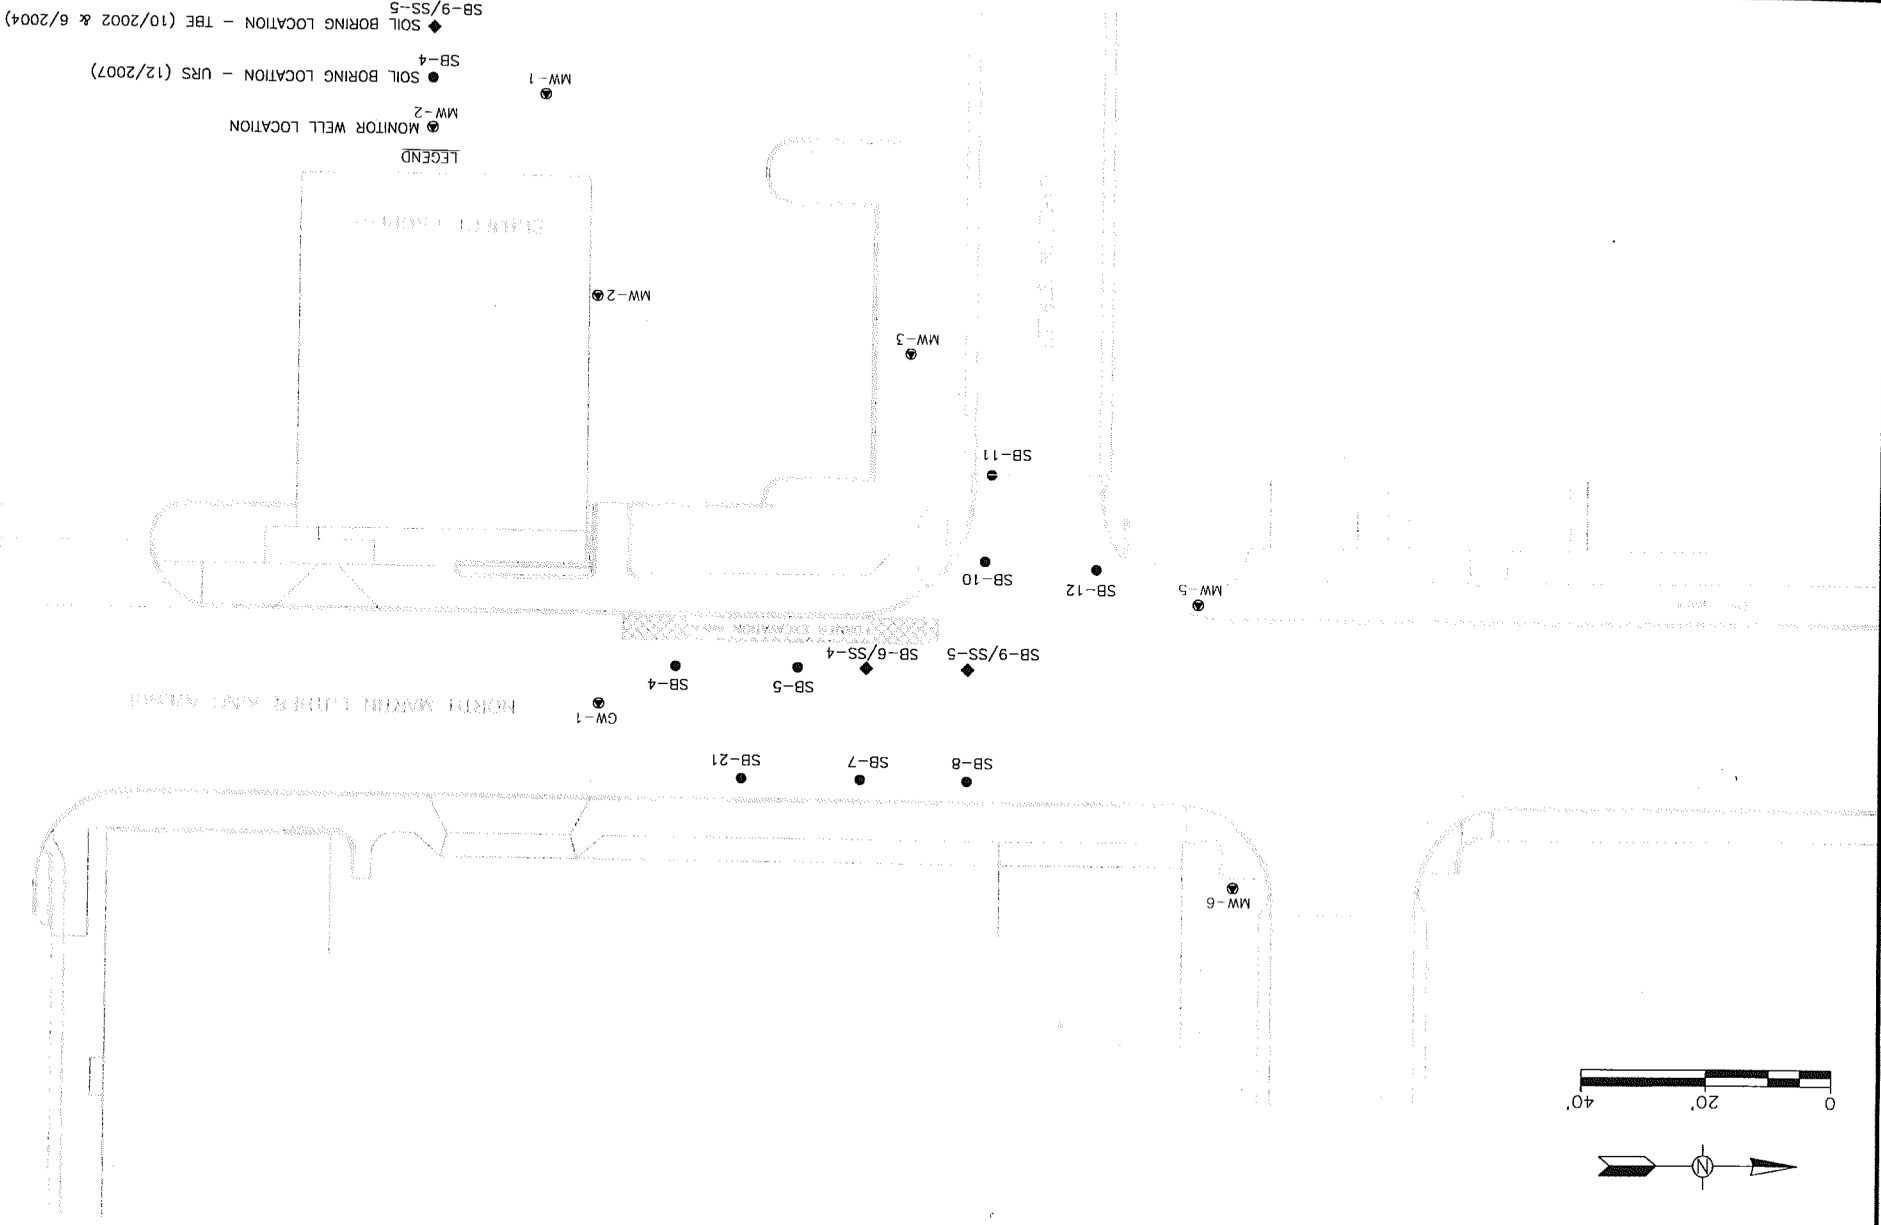 N
0 20' 40'
MW-6
SB-8
SB-7
SB-21
GW-1
NORTH MARTIN LUTHER KING AVENUE
SB-9/SS-5
SB-6/SS-4
SB-5
SB-4
FORMER EXCAVATION
MW-5
SB-12
SB-10
SB-11
MW-3
MW-2
MW-1
LEGEND
MONITOR WELL LOCATION
MW-2
SOIL BORING LOCATION - URS (12/2007)
SB-4
SOIL BORING LOCATION - TBE (10/2002 & 6/2004)
SB-9/SS-5